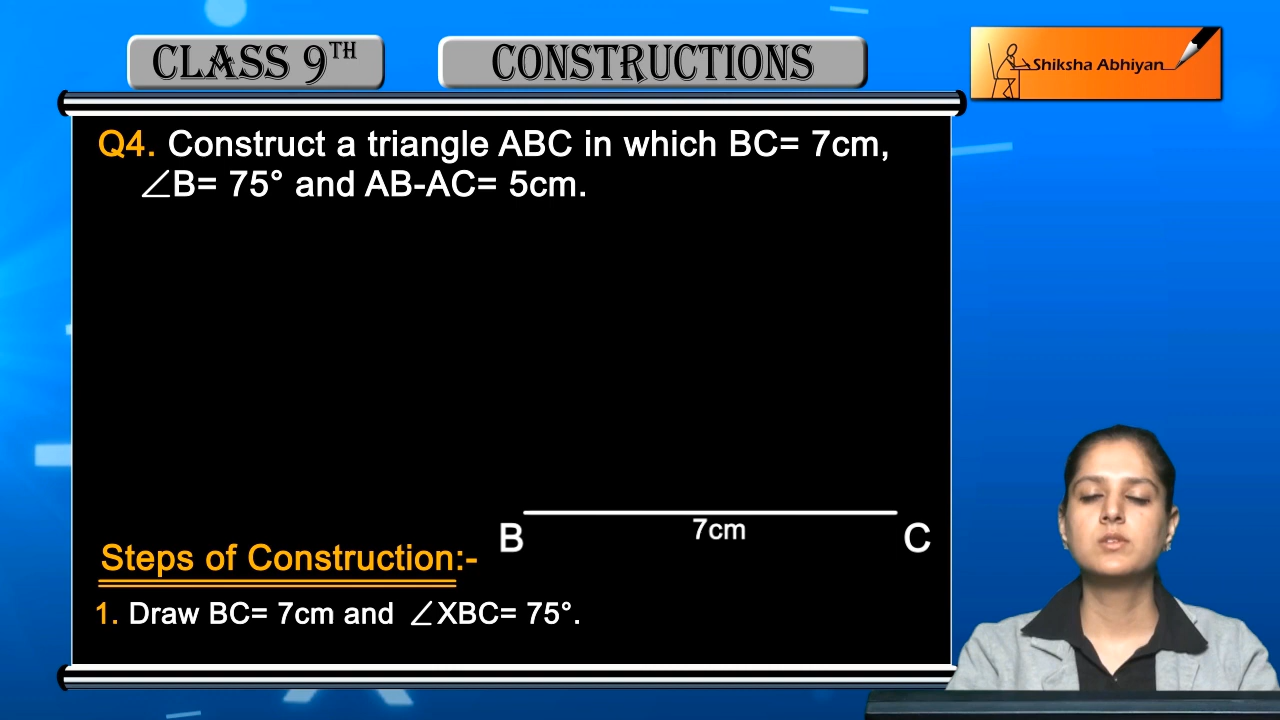 CLASS 9TH
CONSTRUCTIONS
Shiksha Abhiyan
Q4. Construct a triangle ABC in which BC= 7cm,
∠B= 75° and AB-AC= 5cm.
B
7cm
C
Steps of Construction:-
1. Draw BC= 7cm and ∠XBC= 75°.